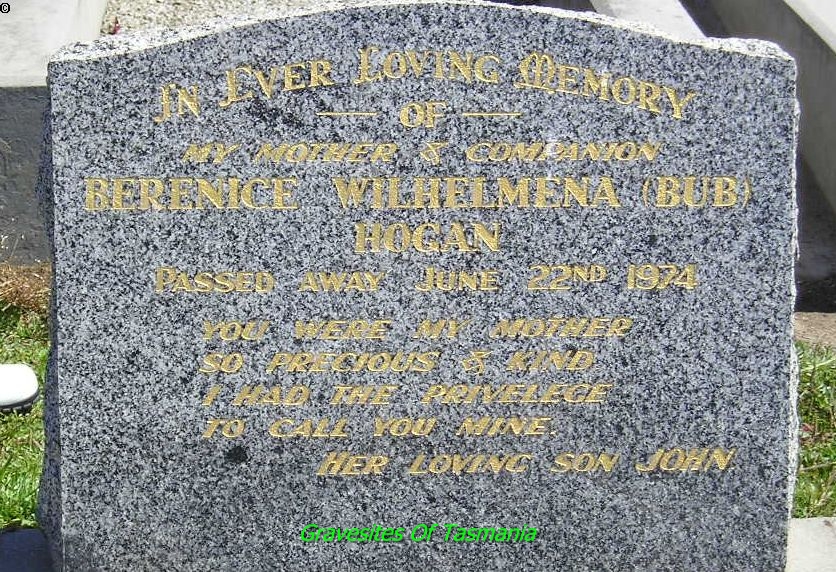 ©
IN EVER LOVING MEMORY
— OF —
MY MOTHER & COMPANION
BERENICE WILHELMENA (BUB)
HOGAN
PASSED AWAY JUNE 22ND 1974
YOU WERE MY MOTHER
SO PRECIOUS & KIND
I HAD THE PRIVELEGE
TO CALL YOU MINE.
HER LOVING SON JOHN
Gravesites Of Tasmania